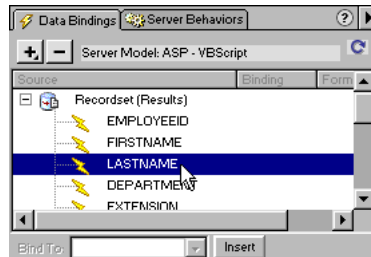 Data Bindings Server Behaviors ?
+ − Server Model: ASP - VBScript C
Source Binding Form
Recordset (Results)
EMPLOYEEID
FIRSTNAME
LASTNAME
DEPARTMENT
EXTENSION
Bind To: Insert